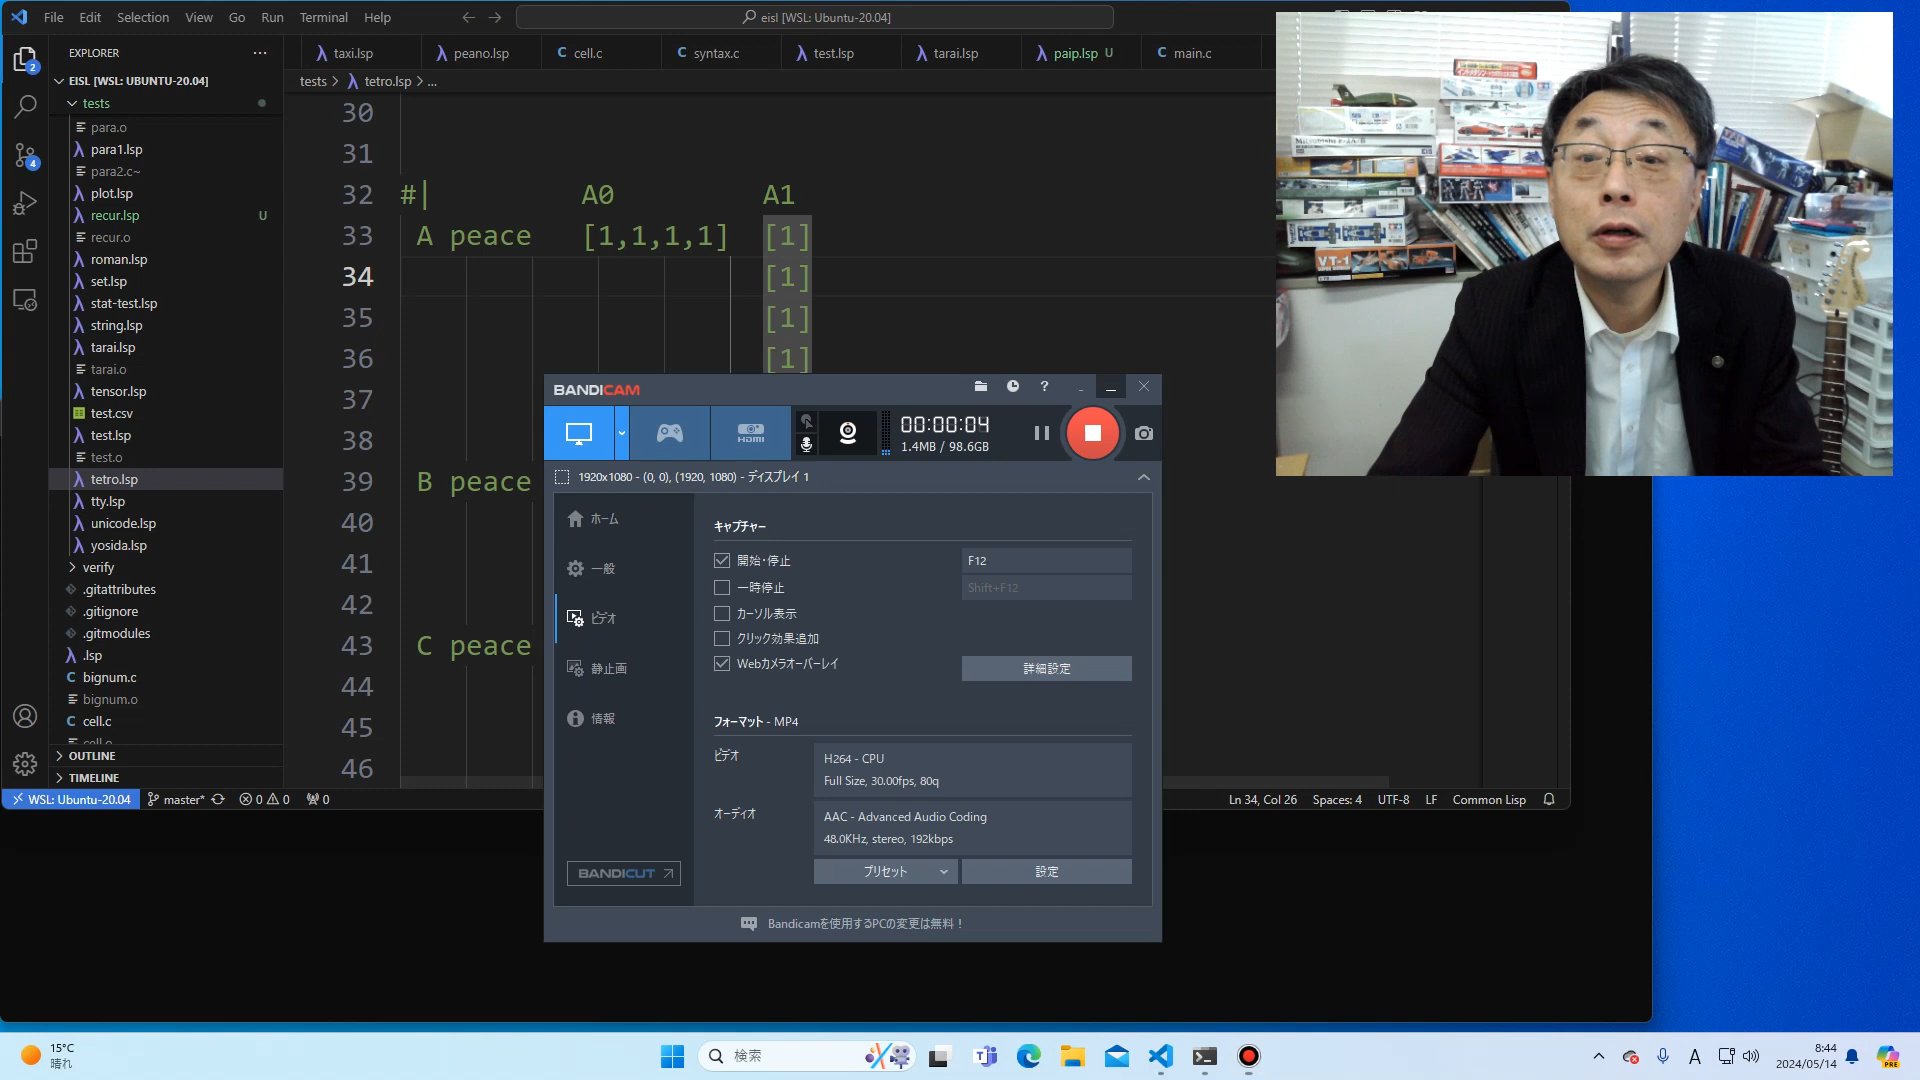 File Edit Selection View Go Run Terminal Help
eisl [WSL: Ubuntu-20.04]
EXPLORER
taxi.lsp
peano.lsp
C cell.c
C syntax.c
test.lsp
tarai.lsp
paip.lsp U
C main.c
EISL [WSL: UBUNTU-20.04]
tests > tetro.lsp > ...
tests
para.o
para1.lsp
para2.c~
plot.lsp
recur.lsp U
recur.o
roman.lsp
set.lsp
stat-test.lsp
string.lsp
tarai.lsp
tarai.o
tensor.lsp
test.csv
test.lsp
test.o
tetro.lsp
tty.lsp
unicode.lsp
yosida.lsp
verify
.gitattributes
.gitignore
.gitmodules
.lsp
bignum.c
bignum.o
cell.c
cell.o
OUTLINE
TIMELINE
2
4
30
31
32 #| A0 A1
33 A peace [1,1,1,1] [1]
34 [1]
35 [1]
36 [1]
37
38
39 B peace
40
41
42
43 C peace
44
45
46
BANDICAM
?
HDMI
00:00:04
1.4MB / 98.6GB
1920x1080 - (0, 0), (1920, 1080) - ディスプレイ 1
ホーム
一般
ビデオ
静止画
情報
BANDICUT
キャプチャー
開始・停止 F12
一時停止 Shift+F12
カーソル表示
クリック効果追加
Webカメラオーバーレイ 詳細設定
フォーマット - MP4
ビデオ
H264 - CPU
Full Size, 30.00fps, 80q
オーディオ
AAC - Advanced Audio Coding
48.0KHz, stereo, 192kbps
プリセット 設定
Bandicamを使用するPCの変更は無料！
VT-1
WSL: Ubuntu-20.04 master* 0 0 0
Ln 34, Col 26 Spaces: 4 UTF-8 LF Common Lisp
15°C
晴れ
検索
A
8:44
2024/05/14
PRE